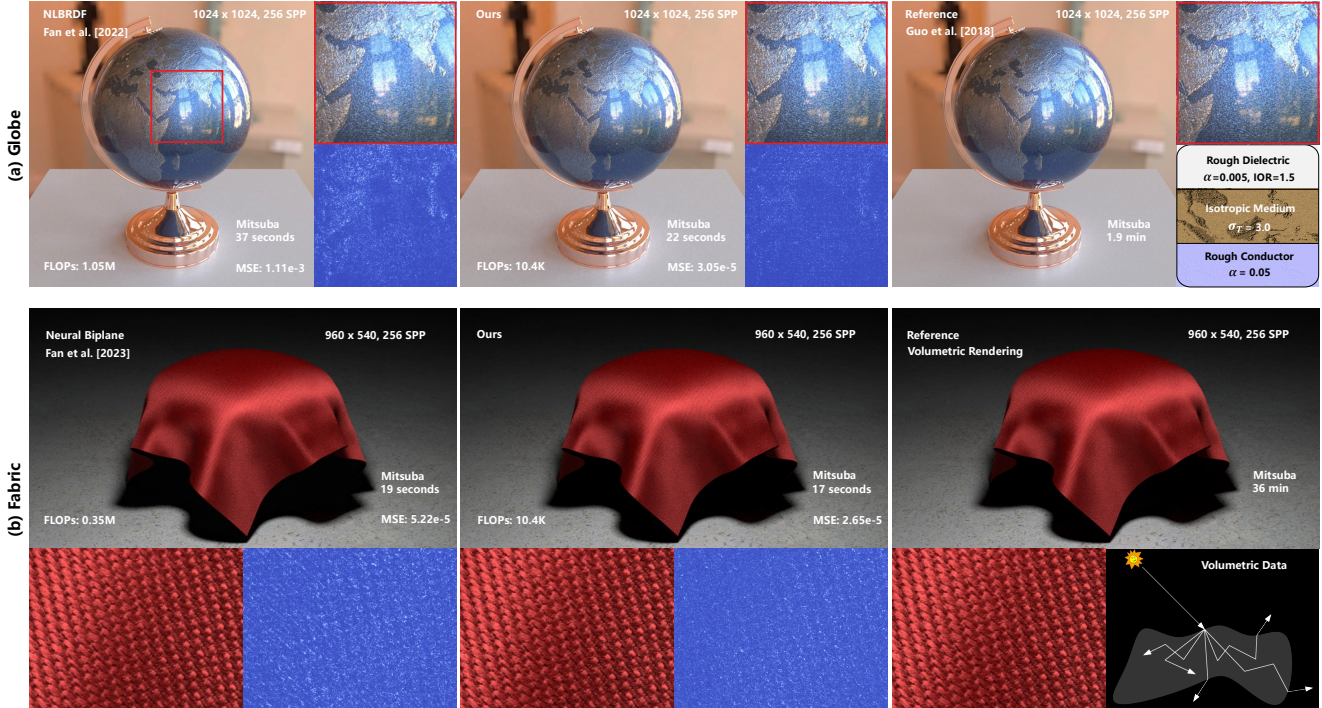 (a) Globe
NLBRDF
Fan et al. [2022]
1024 x 1024, 256 SPP
Mitsuba
37 seconds
FLOPs: 1.05M
MSE: 1.11e-3
Ours
1024 x 1024, 256 SPP
Mitsuba
22 seconds
FLOPs: 10.4K
MSE: 3.05e-5
Reference
Guo et al. [2018]
1024 x 1024, 256 SPP
Mitsuba
1.9 min
Rough Dielectric
α=0.005, IOR=1.5
Isotropic Medium
σT = 3.0
Rough Conductor
α = 0.05
(b) Fabric
Neural Biplane
Fan et al. [2023]
960 x 540, 256 SPP
Mitsuba
19 seconds
FLOPs: 0.35M
MSE: 5.22e-5
Ours
960 x 540, 256 SPP
Mitsuba
17 seconds
FLOPs: 10.4K
MSE: 2.65e-5
Reference
Volumetric Rendering
960 x 540, 256 SPP
Mitsuba
36 min
Volumetric Data